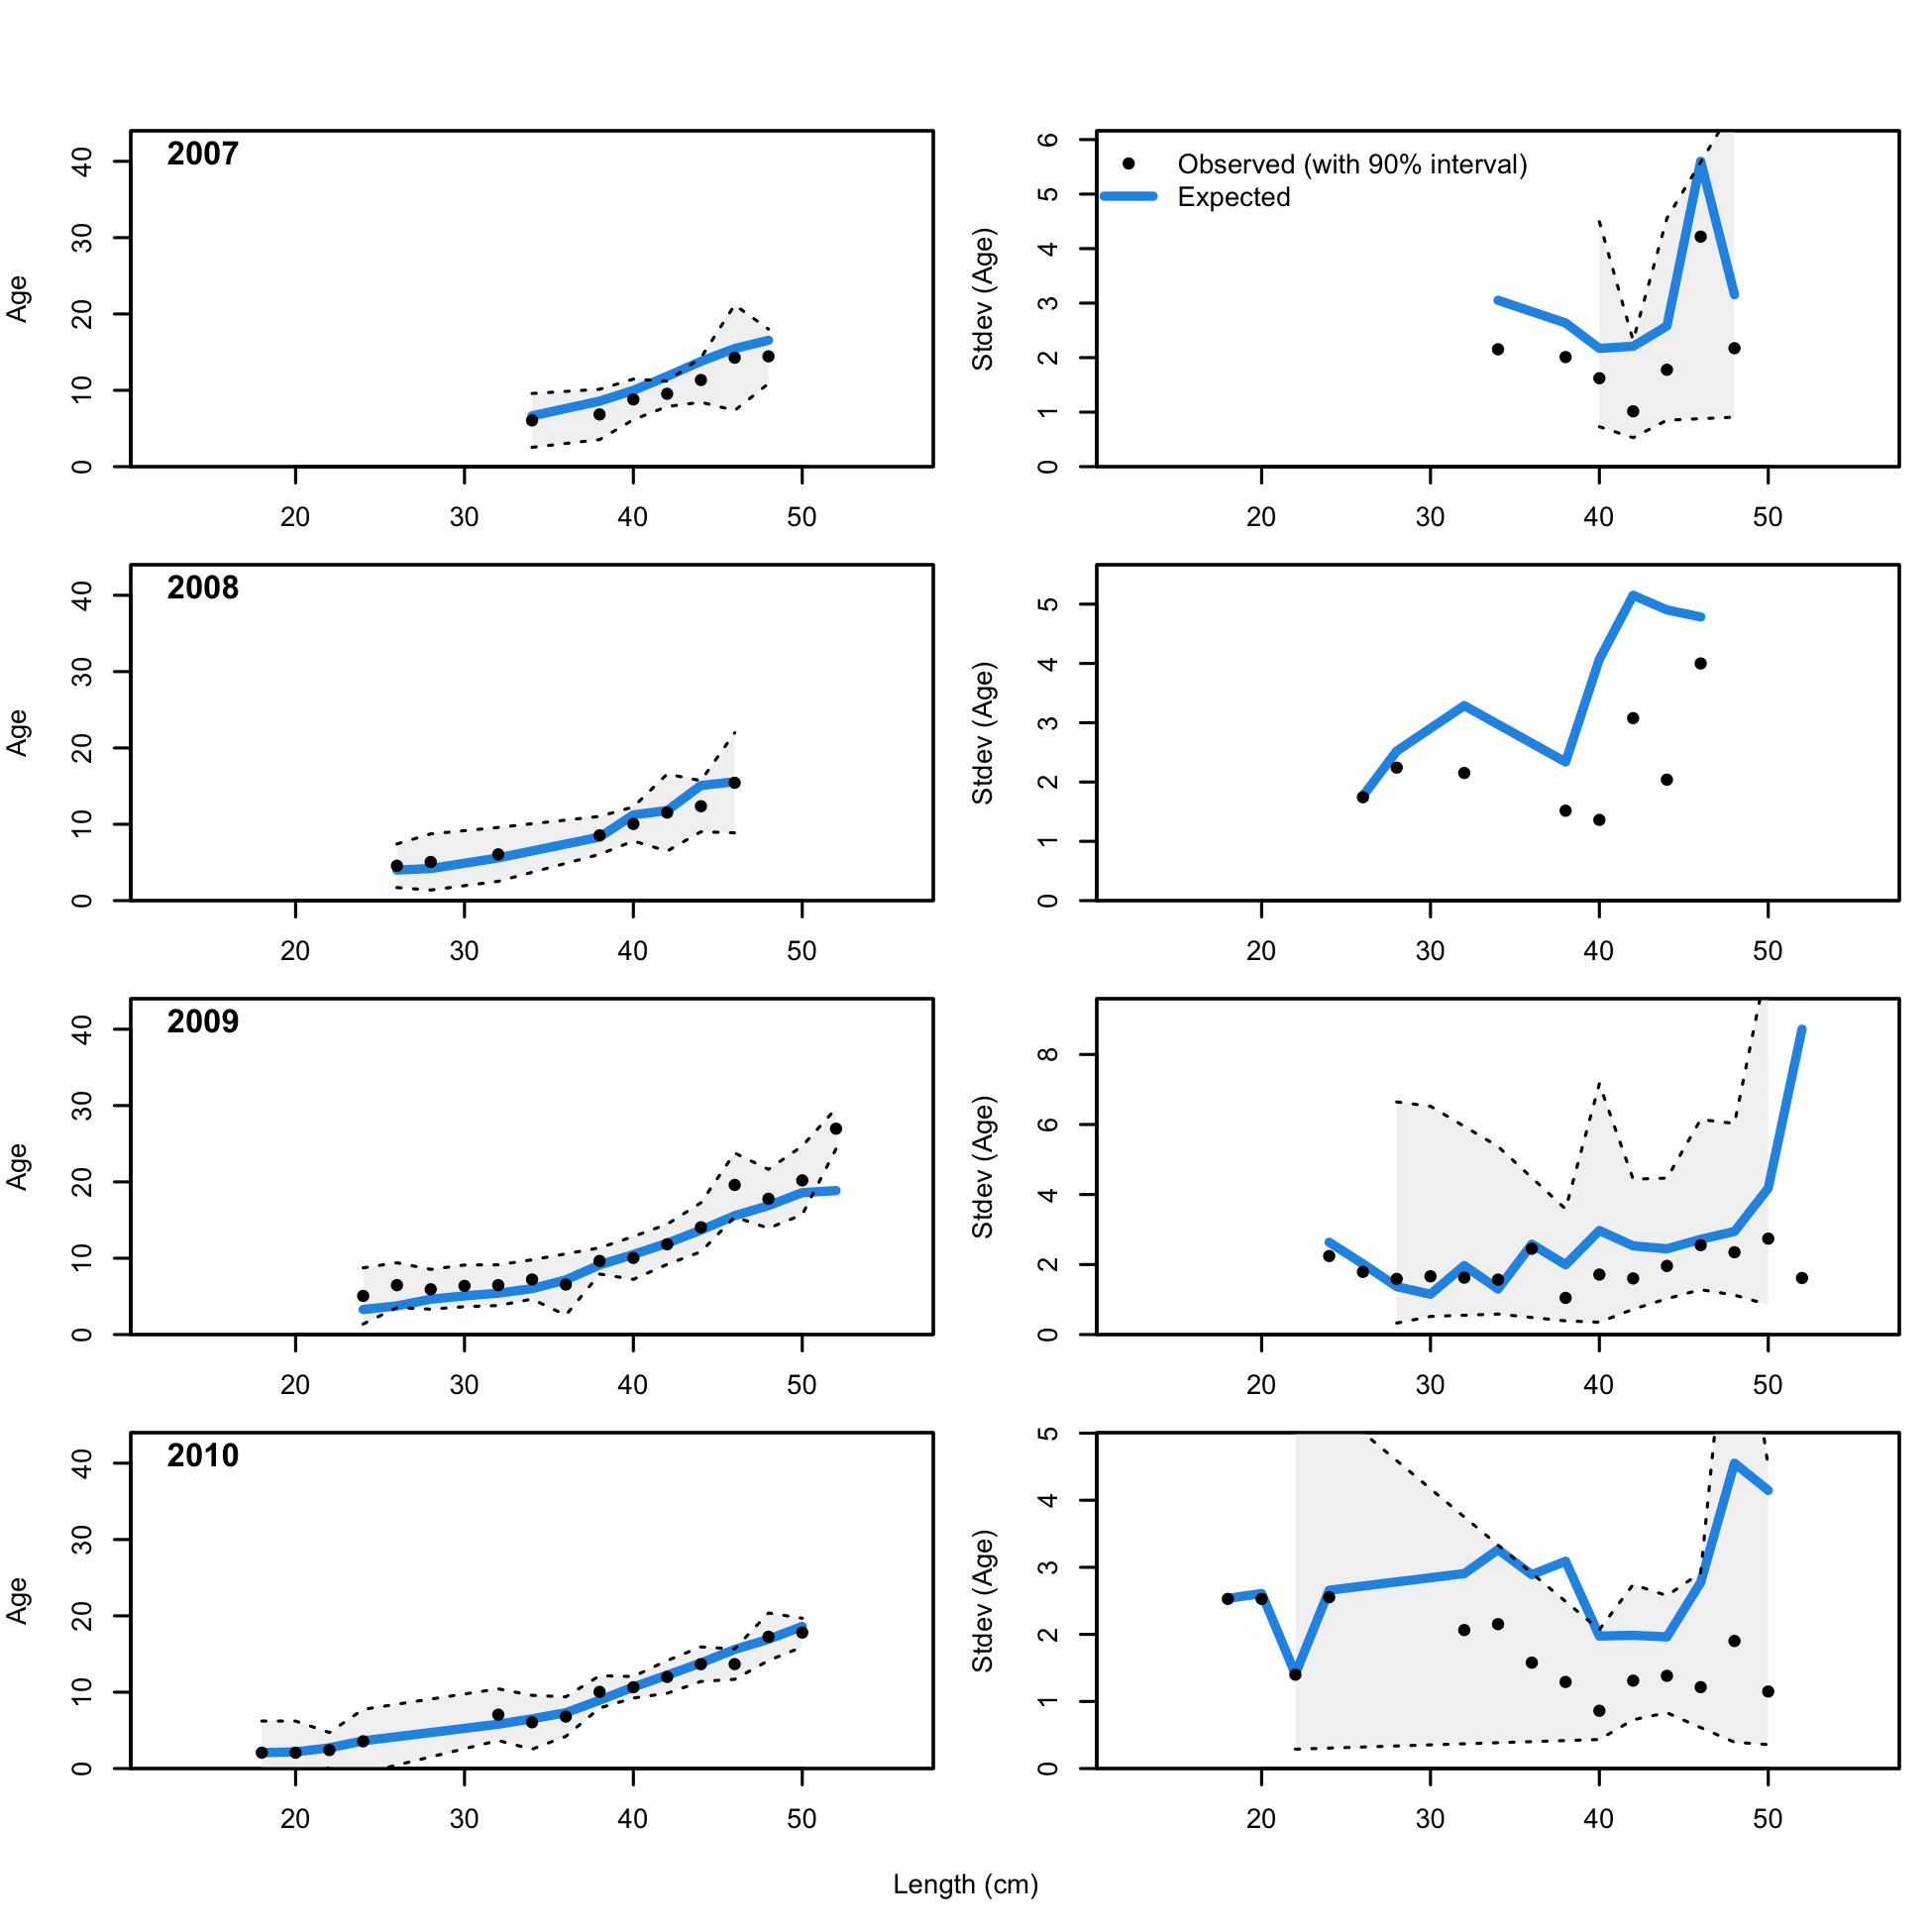 2007
Age
0 10 20 30 40
20 30 40 50
Observed (with 90% interval)
Expected
Stdev (Age)
0 1 2 3 4 5 6
20 30 40 50
2008
Age
0 10 20 30 40
20 30 40 50
Stdev (Age)
0 1 2 3 4 5
20 30 40 50
2009
Age
0 10 20 30 40
20 30 40 50
Stdev (Age)
0 2 4 6 8
20 30 40 50
2010
Age
0 10 20 30 40
20 30 40 50
Stdev (Age)
0 1 2 3 4 5
20 30 40 50
Length (cm)